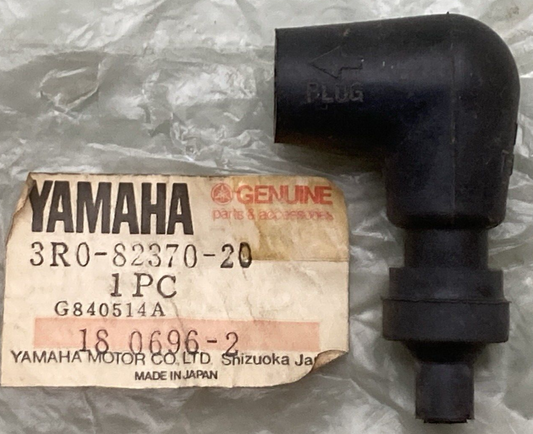 PLUG
YAMAHA
GENUINE
parts & accessories
3R0-82370-20
1PC
G840514A
18 0696-2
YAMAHA MOTOR CO., LTD. Shizuoka Ja
MADE IN JAPAN